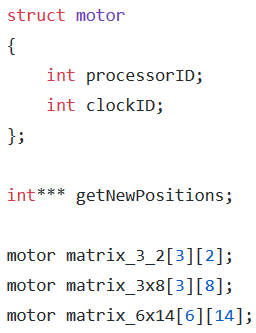 struct motor
{
    int processorID;
    int clockID;
};

int*** getNewPositions;

motor matrix_3_2[3][2];
motor matrix_3x8[3][8];
motor matrix_6x14[6][14];